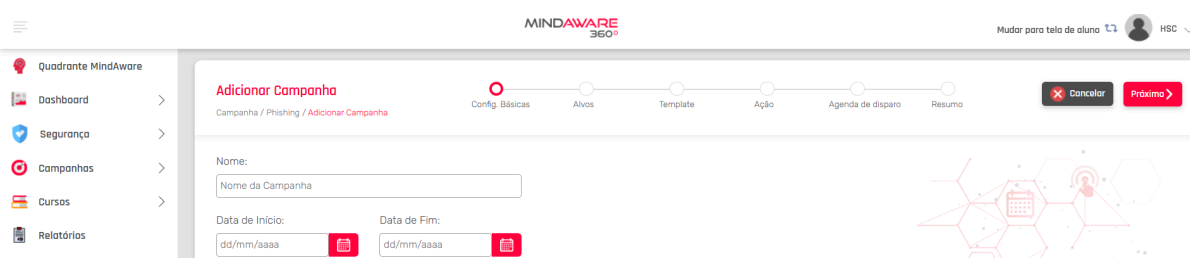 MINDAWARE
360°
Mudar para tela de aluno
HSC
Quadrante MindAware
Dashboard
Segurança
Campanhas
Cursos
Relatórios
Adicionar Campanha
Campanha / Phishing / Adicionar Campanha
Config. Básicas
Alvos
Template
Ação
Agenda de disparo
Resumo
Cancelar
Próximo
Nome:
Nome da Campanha
Data de Início:
Data de Fim:
dd/mm/aaaa
dd/mm/aaaa